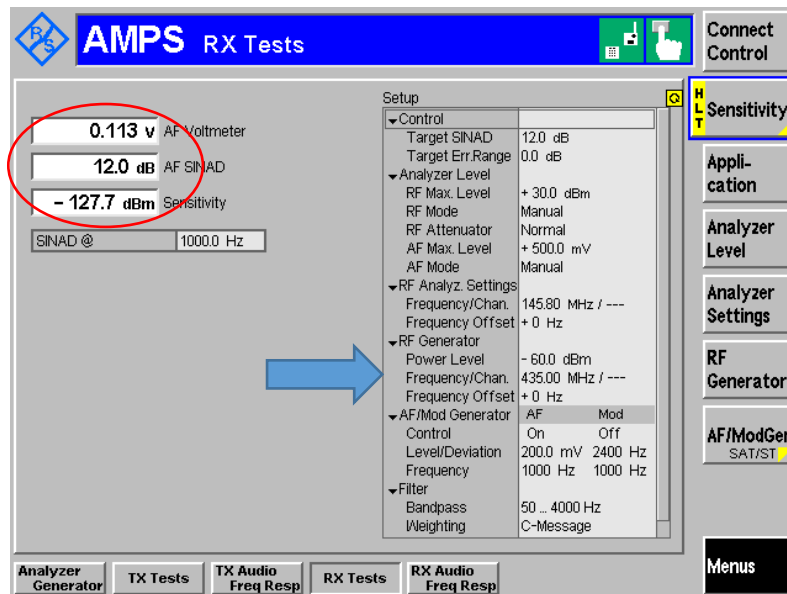 R/S
AMPS RX Tests
Connect Control
HLT Sensitivity
Appli-cation
Analyzer Level
Analyzer Settings
RF Generator
AF/ModGer
SAT/ST
Menus
0.113 v AF Voltmeter
12.0 dB AF SINAD
– 127.7 dBm Sensitivity
SINAD @ 1000.0 Hz
Setup
Control
Target SINAD 12.0 dB
Target Err.Range 0.0 dB
Analyzer Level
RF Max. Level + 30.0 dBm
RF Mode Manual
RF Attenuator Normal
AF Max. Level + 500.0 mV
AF Mode Manual
RF Analyz. Settings
Frequency/Chan. 145.80 MHz / ---
Frequency Offset + 0 Hz
RF Generator
Power Level - 60.0 dBm
Frequency/Chan. 435.00 MHz / ---
Frequency Offset + 0 Hz
AF/Mod Generator AF Mod
Control On Off
Level/Deviation 200.0 mV 2400 Hz
Frequency 1000 Hz 1000 Hz
Filter
Bandpass 50 ... 4000 Hz
Weighting C-Message
Analyzer Generator
TX Tests
TX Audio Freq Resp
RX Tests
RX Audio Freq Resp